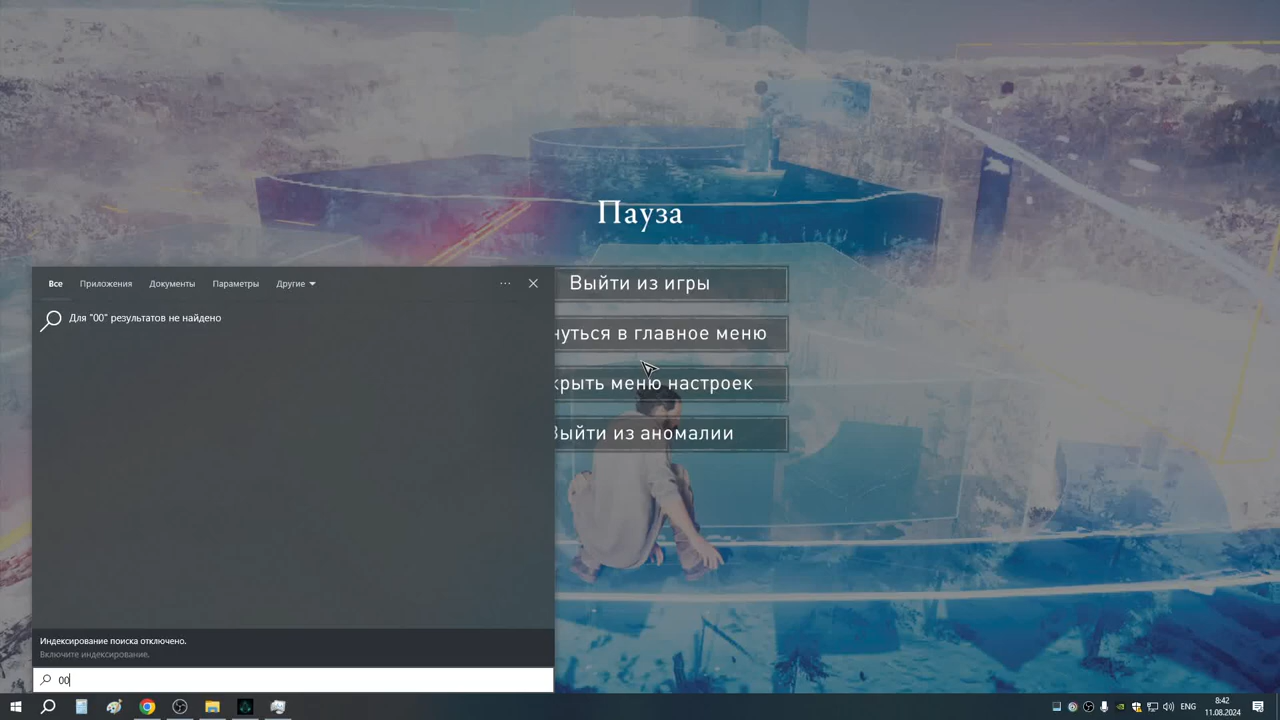 Пауза
Выйти из игры
нуться в главное меню
крыть меню настроек
Выйти из аномалии
Все Приложения Документы Параметры Другие
Для "00" результатов не найдено
Индексирование поиска отключено.
Включите индексирование.
00
ENG
8:42
11.08.2024